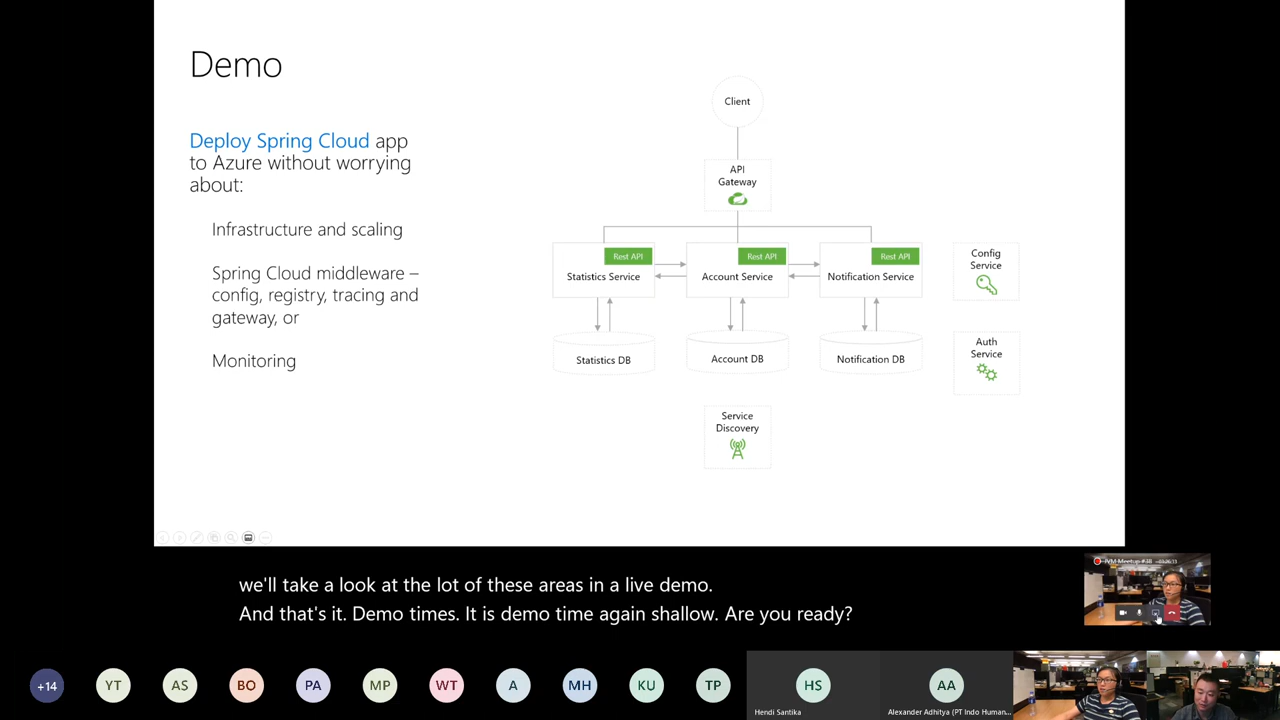 Demo
Deploy Spring Cloud app
to Azure without worrying
about:
Infrastructure and scaling
Spring Cloud middleware –
config, registry, tracing and
gateway, or
Monitoring
Client
API
Gateway
Rest API
Statistics Service
Rest API
Account Service
Rest API
Notification Service
Config
Service
Statistics DB
Account DB
Notification DB
Auth
Service
Service
Discovery
we'll take a look at the lot of these areas in a live demo.
And that's it. Demo times. It is demo time again shallow. Are you ready?
JVM Meetup #38
+14
YT
AS
BO
PA
MP
WT
A
MH
KU
TP
HS
Hendi Santika
AA
Alexander Adhitya (PT Indo Human...